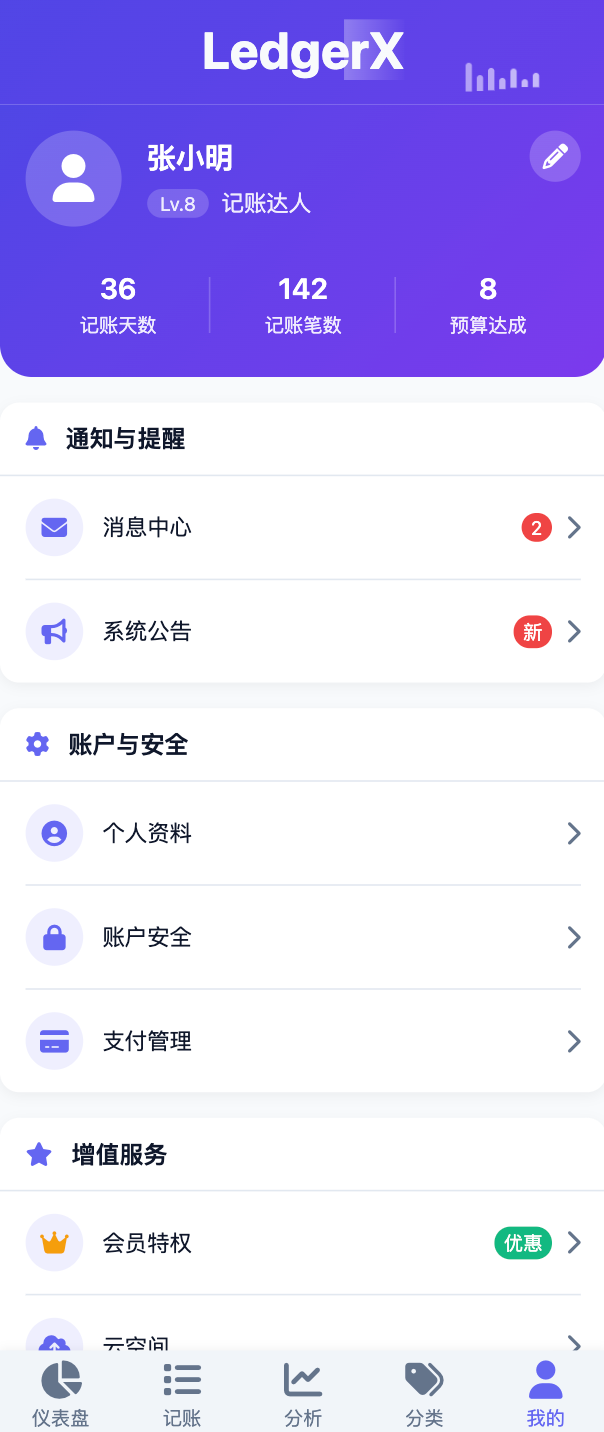 LedgerX
张小明
Lv.8 记账达人
36 142 8
记账天数 记账笔数 预算达成
通知与提醒
消息中心 2
系统公告 新
账户与安全
个人资料
账户安全
支付管理
增值服务
会员特权 优惠
云空间
仪表盘 记账 分析 分类 我的